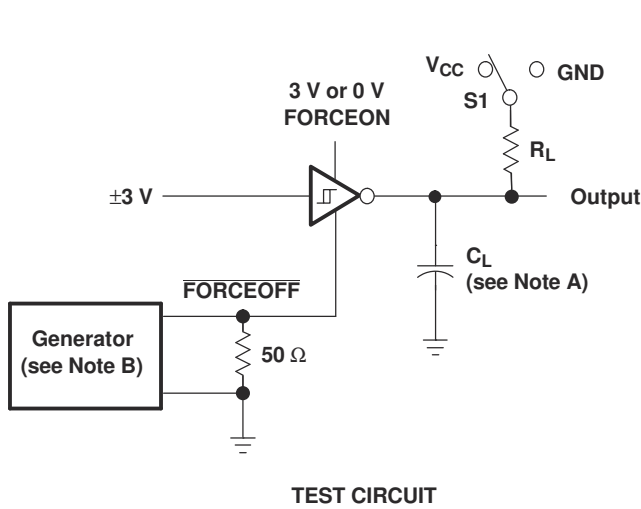 VCC
GND
S1
3 V or 0 V
FORCEON
RL
±3 V
Output
CL
(see Note A)
FORCEOFF
Generator
(see Note B)
50 Ω
TEST CIRCUIT